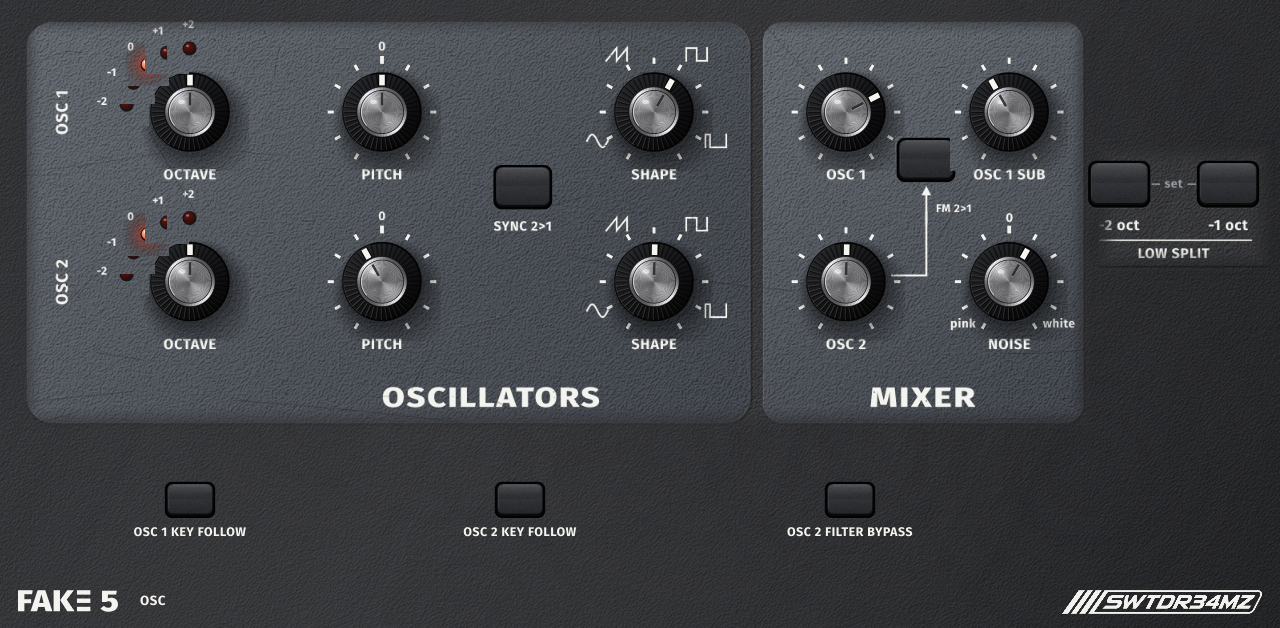 +1 +2
0
-1
-2
OSC 1
OCTAVE
0
PITCH
SYNC 2>1
SHAPE
OSC 1
OSC 1 SUB
FM 2>1
-2 oct
set
-1 oct
LOW SPLIT
+1 +2
0
-1
-2
OSC 2
OCTAVE
0
PITCH
SHAPE
OSC 2
0
pink
white
NOISE
OSCILLATORS
MIXER
OSC 1 KEY FOLLOW
OSC 2 KEY FOLLOW
OSC 2 FILTER BYPASS
FAKE 5
OSC
SWTDR34MZ